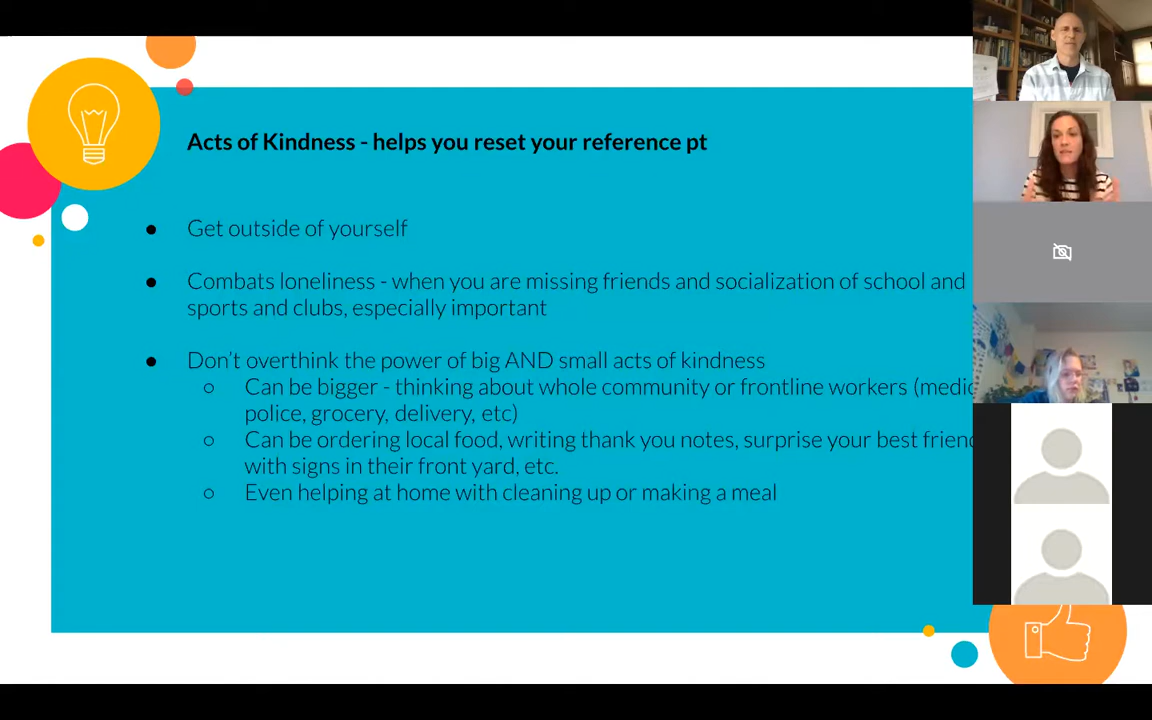 Acts of Kindness - helps you reset your reference pt
● Get outside of yourself
● Combats loneliness - when you are missing friends and socialization of school and
sports and clubs, especially important
● Don't overthink the power of big AND small acts of kindness
○ Can be bigger - thinking about whole community or frontline workers
police, grocery, delivery, etc)
○ Can be ordering local food, writing thank you notes, surprise your best
with signs in their front yard, etc.
○ Even helping at home with cleaning up or making a meal